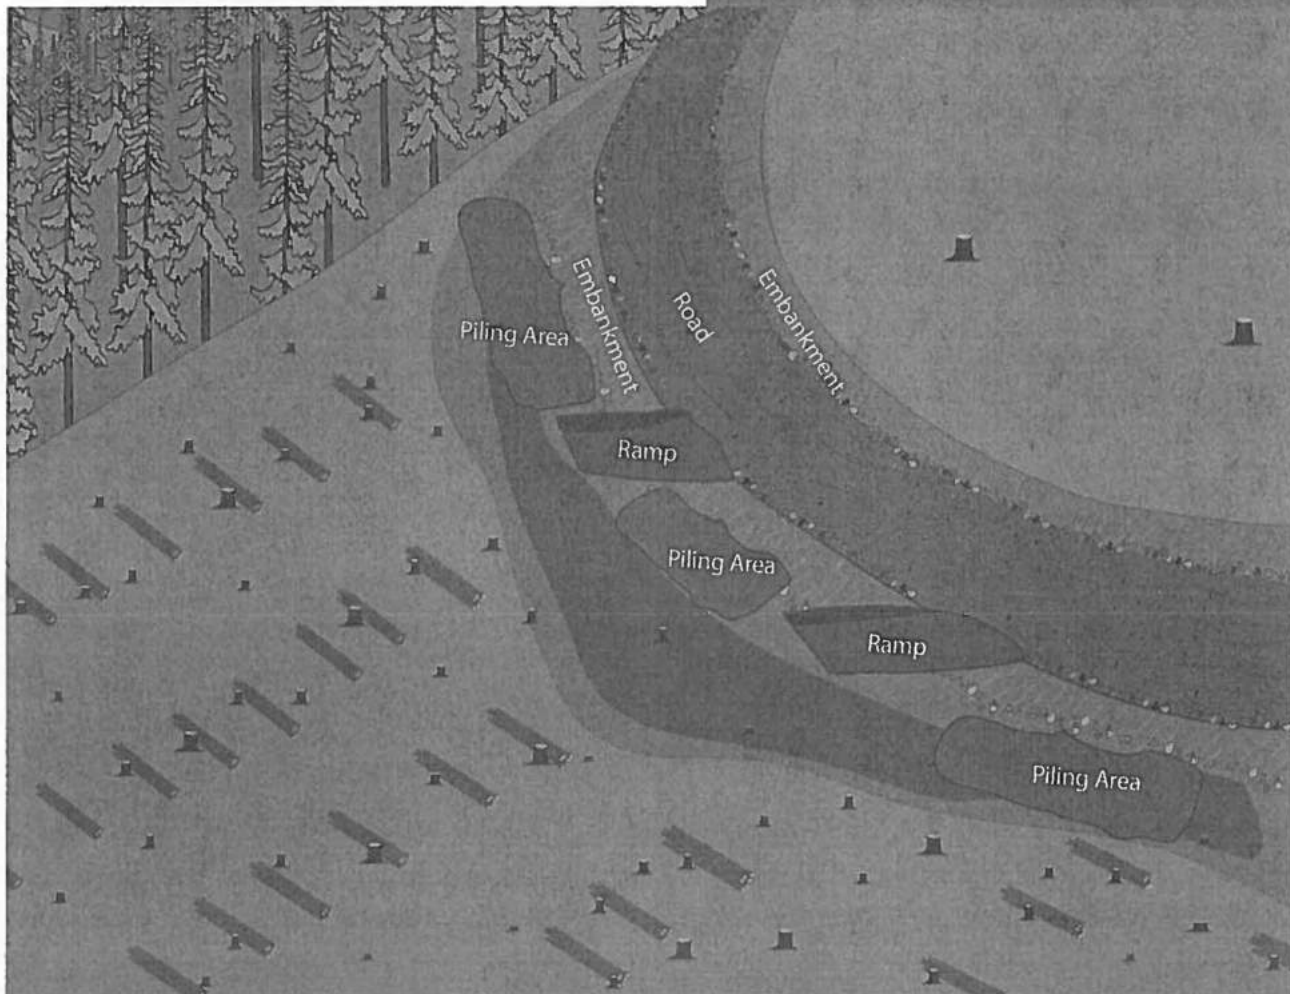 Embankment
Road
Embankment
Piling Area
Ramp
Piling Area
Ramp
Piling Area